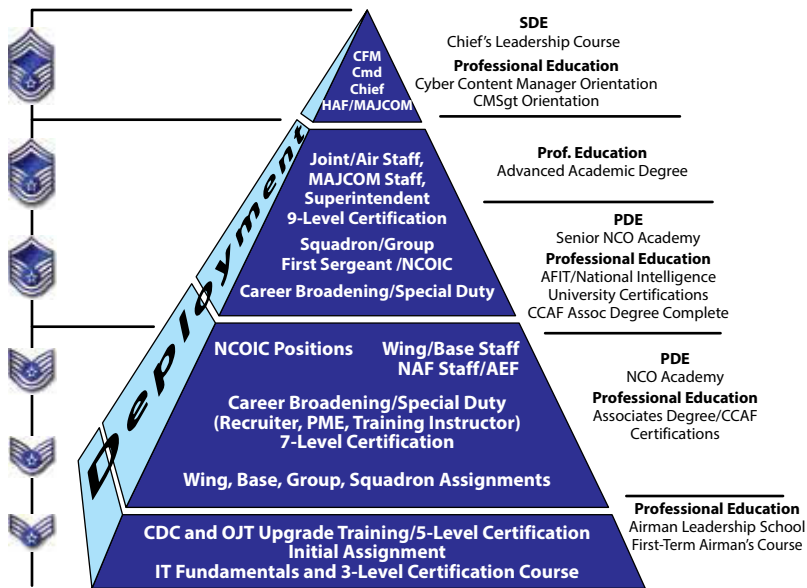 SDE
Chief's Leadership Course
Professional Education
Cyber Content Manager Orientation
CMSgt Orientation
CFM
Cmd
Chief
HAF/MAJCOM
Prof. Education
Advanced Academic Degree
Joint/Air Staff,
MAJCOM Staff,
Superintendent
9-Level Certification
Squadron/Group
First Sergeant /NCOIC
Career Broadening/Special Duty
PDE
Senior NCO Academy
Professional Education
AFIT/National Intelligence
University Certifications
CCAF Assoc Degree Complete
Deployment
NCOIC Positions
Wing/Base Staff
NAF Staff/AEF
Career Broadening/Special Duty
(Recruiter, PME, Training Instructor)
7-Level Certification
Wing, Base, Group, Squadron Assignments
PDE
NCO Academy
Professional Education
Associates Degree/CCAF
Certifications
CDC and OJT Upgrade Training/5-Level Certification
Initial Assignment
IT Fundamentals and 3-Level Certification Course
Professional Education
Airman Leadership School
First-Term Airman's Course